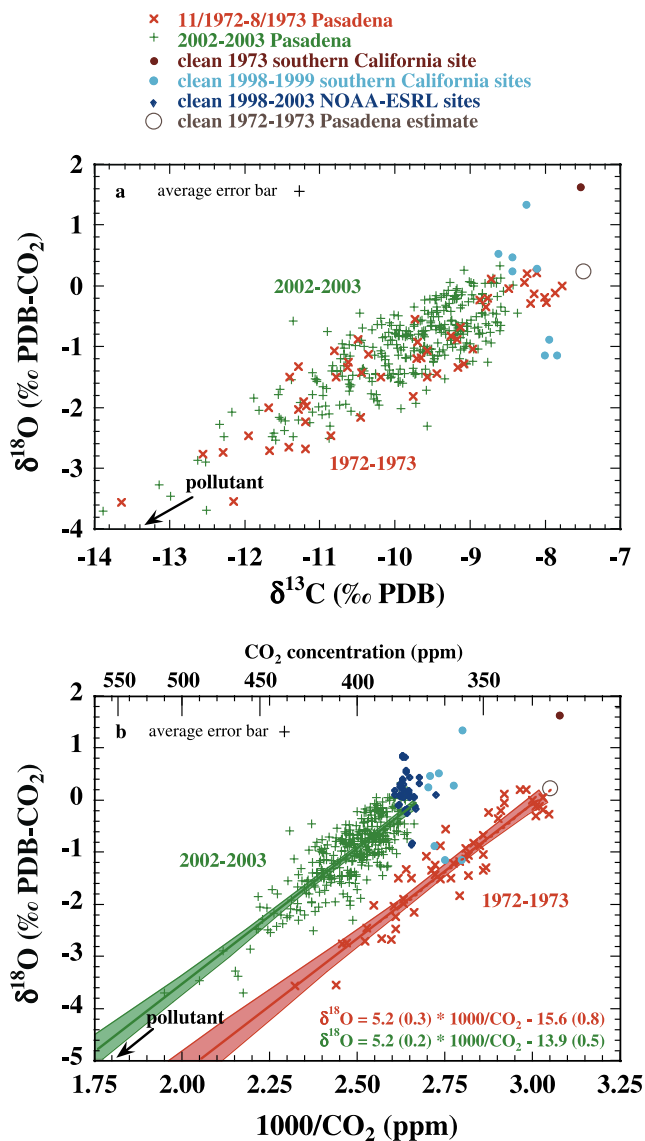 11/1972-8/1973 Pasadena
2002-2003 Pasadena
clean 1973 southern California site
clean 1998-1999 southern California sites
clean 1998-2003 NOAA-ESRL sites
clean 1972-1973 Pasadena estimate
a average error bar
2002-2003
1972-1973
pollutant
δ¹⁸O (‰ PDB-CO₂)
2
1
0
-1
-2
-3
-4
-14 -13 -12 -11 -10 -9 -8 -7
δ¹³C (‰ PDB)
CO₂ concentration (ppm)
550 500 450 400 350
b average error bar
2002-2003
1972-1973
pollutant
δ¹⁸O = 5.2 (0.3) * 1000/CO₂ - 15.6 (0.8)
δ¹⁸O = 5.2 (0.2) * 1000/CO₂ - 13.9 (0.5)
δ¹⁸O (‰ PDB-CO₂)
2
1
0
-1
-2
-3
-4
-5
1.75 2.00 2.25 2.50 2.75 3.00 3.25
1000/CO₂ (ppm)